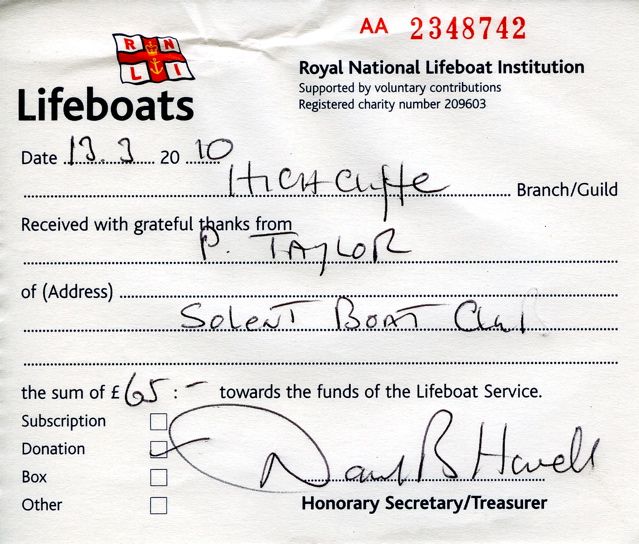 AA 2348742
R N L I
Lifeboats
Royal National Lifeboat Institution
Supported by voluntary contributions
Registered charity number 209603
Date 13.3 2010
Highcliffe Branch/Guild
Received with grateful thanks from
P. TAYLOR
of (Address)
SOLENT BOAT Club
the sum of £65:- towards the funds of the Lifeboat Service.
Subscription
Donation
Box
Other
Honorary Secretary/Treasurer